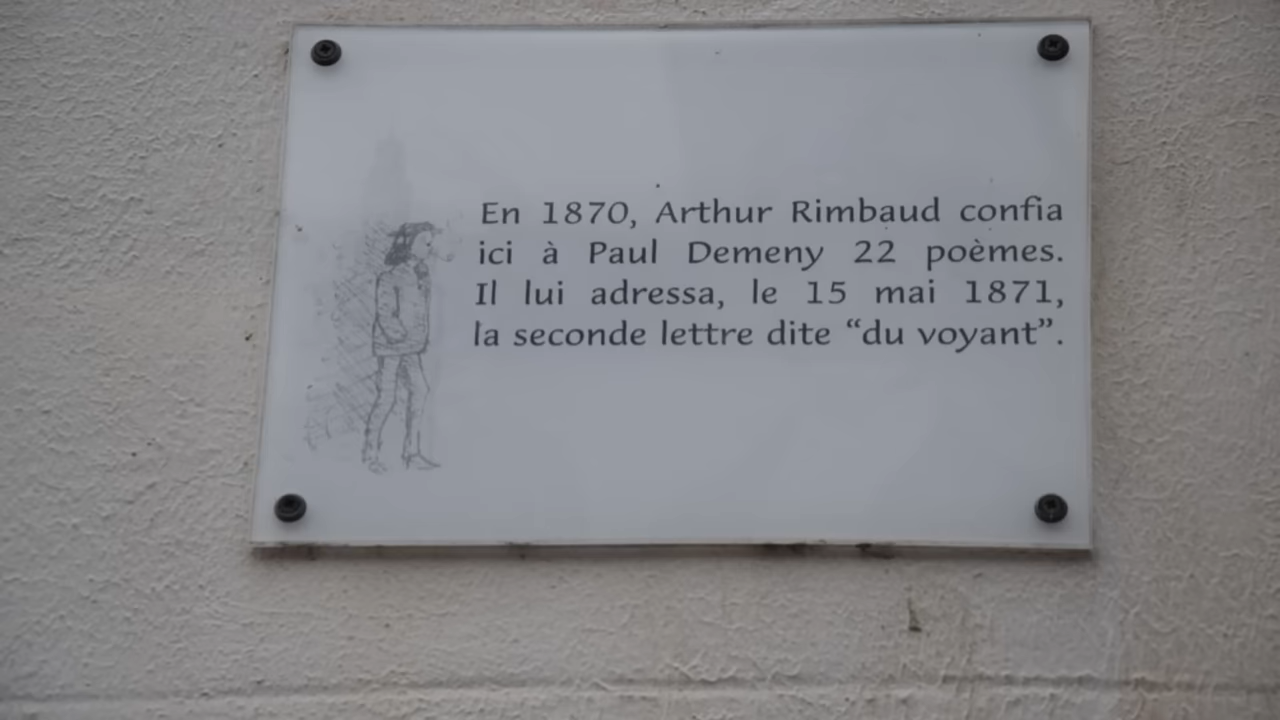 En 1870, Arthur Rimbaud confia
ici à Paul Demeny 22 poèmes.
Il lui adressa, le 15 mai 1871,
la seconde lettre dite “du voyant”.